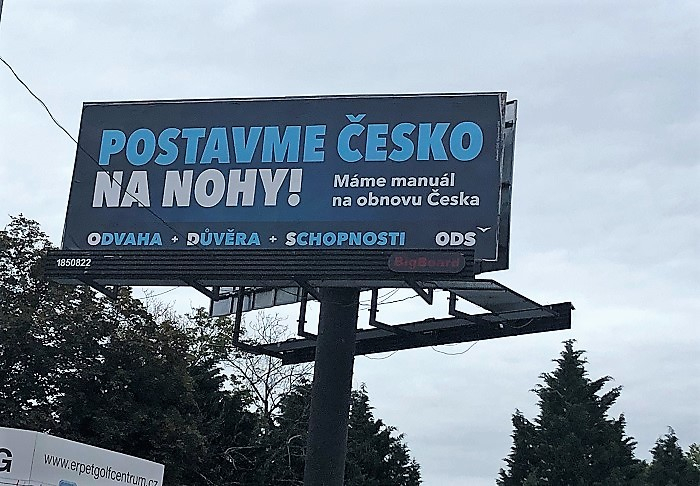 POSTAVME ČESKO
NA NOHY!
Máme manuál
na obnovu Česka
ODVAHA + DŮVĚRA + SCHOPNOSTI
ODS
1850822
BigBoard
G
www.erpetgolfcentrum.cz